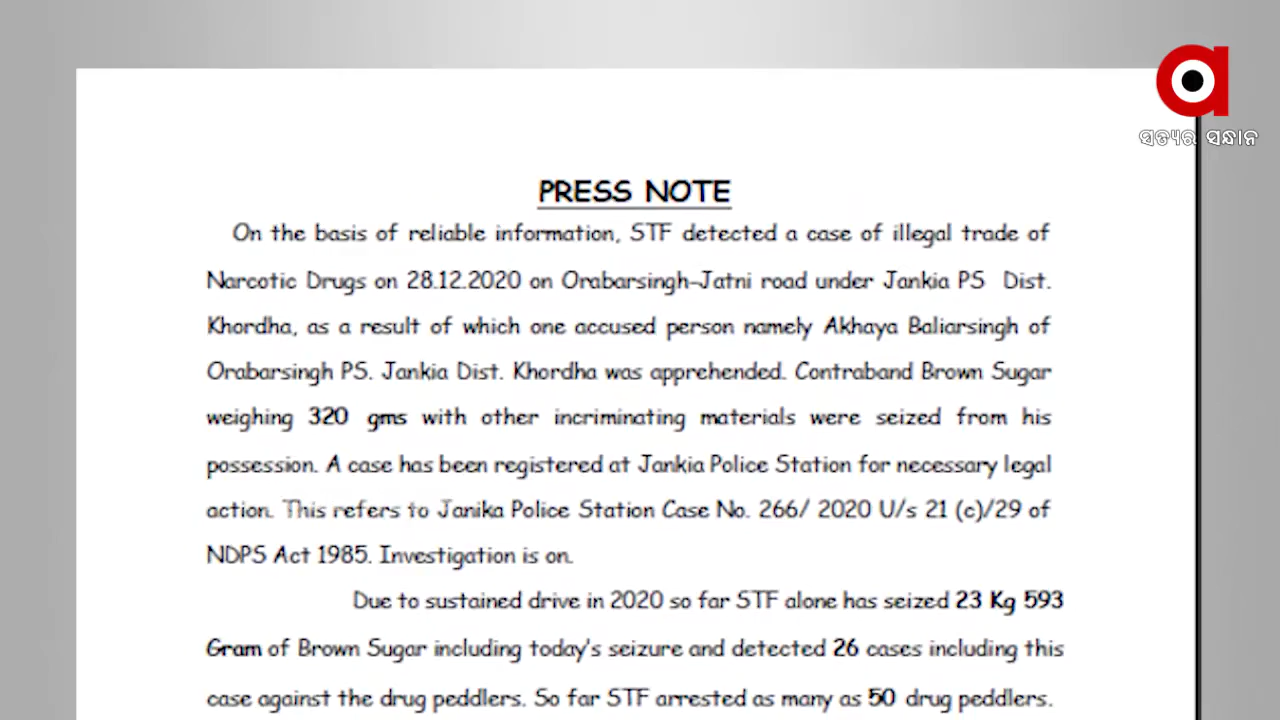 ସତ୍ୟର ସନ୍ଧାନ
PRESS NOTE
On the basis of reliable information, STF detected a case of illegal trade of
Narcotic Drugs on 28.12.2020 on Orabarsingh-Jatni road under Jankia PS Dist.
Khordha, as a result of which one accused person namely Akhaya Baliarsingh of
Orabarsingh PS. Jankia Dist. Khordha was apprehended. Contraband Brown Sugar
weighing 320 gms with other incriminating materials were seized from his
possession. A case has been registered at Jankia Police Station for necessary legal
action. This refers to Janika Police Station Case No. 266/ 2020 U/s 21 (c)/29 of
NDPS Act 1985. Investigation is on.
Due to sustained drive in 2020 so far STF alone has seized 23 Kg 593
Gram of Brown Sugar including today's seizure and detected 26 cases including this
case against the drug peddlers. So far STF arrested as many as 50 drug peddlers.